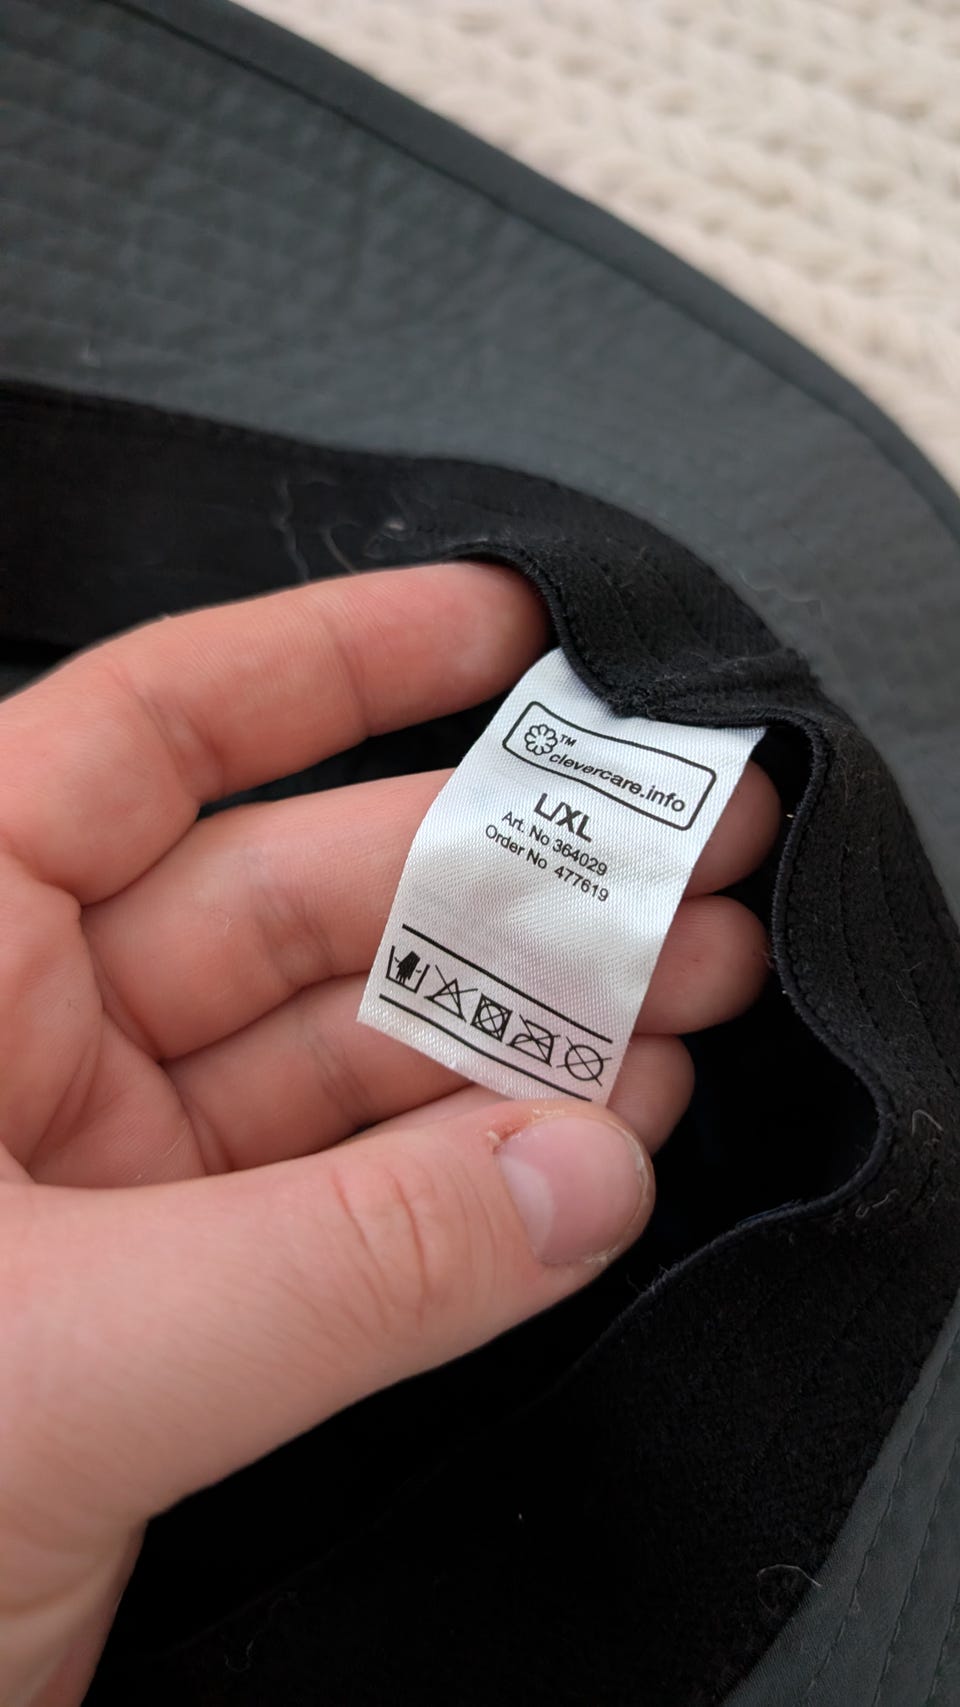 TM
clevercare.info
L/XL
Art. No 364029
Order No 477619